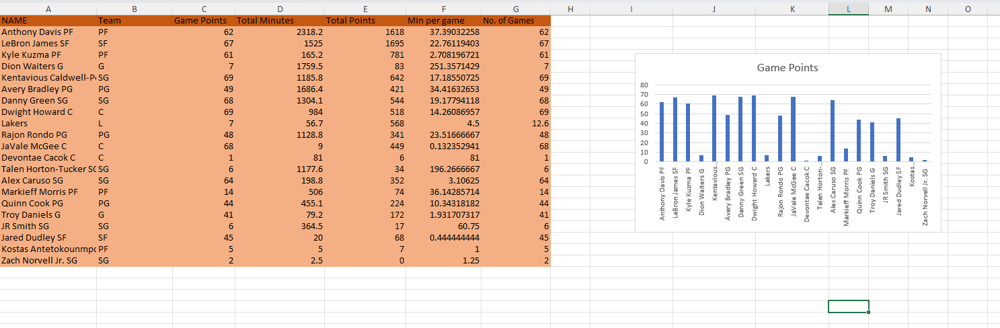 A B C D E F G H I J K L M N O
NAME Team Game Points Total Minutes Total Points Min per game No. of Games
Anthony Davis PF PF 62 2318.2 1618 37.39032258 62
LeBron James SF SF 67 1525 1695 22.76119403 67
Kyle Kuzma PF PF 61 165.2 781 2.708196721 61
Dion Waiters G G 7 1759.5 83 251.3571429 7
Kentavious Caldwell-P SG 69 1185.8 642 17.18550725 69
Avery Bradley PG PG 49 1686.4 421 34.41632653 49
Danny Green SG SG 68 1304.1 544 19.17794118 68
Dwight Howard C C 69 984 518 14.26086957 69
Lakers L 7 56.7 568 4.5 12.6
Rajon Rondo PG PG 48 1128.8 341 23.51666667 48
JaVale McGee C C 68 9 449 0.132352941 68
Devontae Cacok C C 1 81 6 81 1
Talen Horton-Tucker SG SG 6 1177.6 34 196.2666667 6
Alex Caruso SG SG 64 198.8 352 3.10625 64
Markieff Morris PF PF 14 506 74 36.14285714 14
Quinn Cook PG PG 44 455.1 224 10.34318182 44
Troy Daniels G G 41 79.2 172 1.931707317 41
JR Smith SG SG 6 364.5 17 60.75 6
Jared Dudley SF SF 45 20 68 0.444444444 45
Kostas Antetokounmpo PF 5 5 7 1 5
Zach Norvell Jr. SG SG 2 2.5 0 1.25 2
Game Points
80
70
60
50
40
30
20
10
0
Anthony Davis PF
LeBron James SF
Kyle Kuzma PF
Dion Waiters G
Kentavious...
Avery Bradley PG
Danny Green SG
Dwight Howard C
Lakers
Rajon Rondo PG
JaVale McGee C
Devontae Cacok C
Talen Horton-...
Alex Caruso SG
Markieff Morris PF
Quinn Cook PG
Troy Daniels G
JR Smith SG
Jared Dudley SF
Kostas...
Zach Norvell Jr. SG